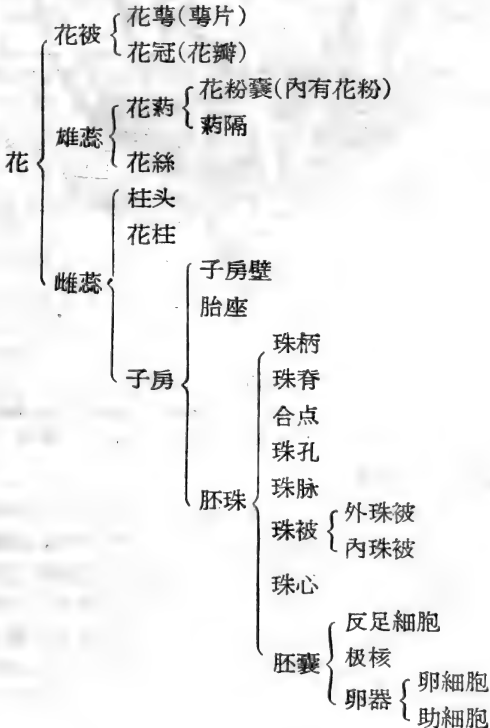 花萼(萼片)
花被
花冠(花瓣)
花粉囊(內有花粉)
花葯
葯隔
雄蕊
花絲
花
柱头
花柱
雌蕊
子房壁
胎座
子房
珠柄
珠脊
合点
珠孔
珠脉
胚珠
外珠被
珠被
內珠被
珠心
反足細胞
极核
胚囊
卵細胞
卵器
助細胞